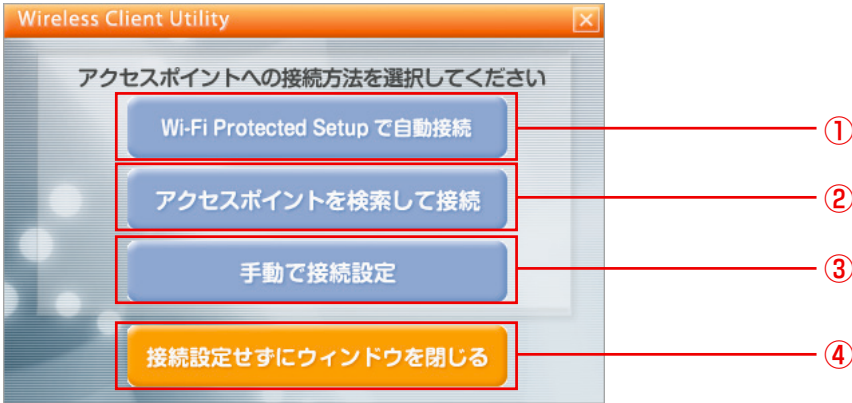 Wireless Client Utility
アクセスポイントへの接続方法を選択してください
Wi-Fi Protected Setup で自動接続
①
アクセスポイントを検索して接続
②
手動で接続設定
③
接続設定せずにウィンドウを閉じる
④